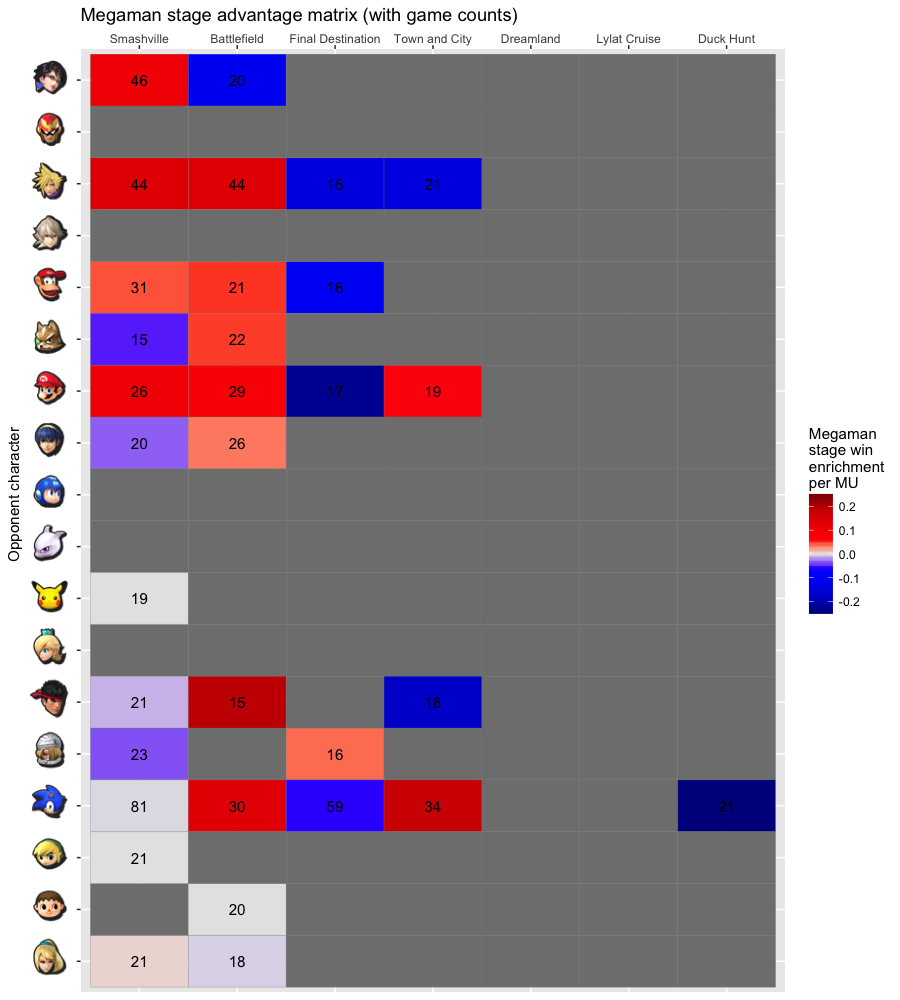 Megaman stage advantage matrix (with game counts)
Smashville Battlefield Final Destination Town and City Dreamland Lylat Cruise Duck Hunt
46 20
44 44 15 21
31 21 16
15 22
26 29 17 19
20 26
19
21 15 18
23 16
81 30 59 34 21
21
20
21 18
Opponent character
Megaman
stage win
enrichment
per MU
0.2
0.1
0.0
-0.1
-0.2